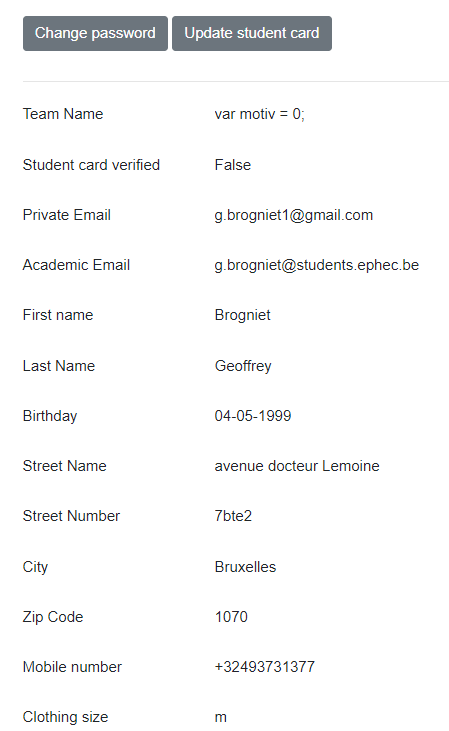 Change password Update student card
Team Name var motiv = 0;
Student card verified False
Private Email g.brogniet1@gmail.com
Academic Email g.brogniet@students.ephec.be
First name Brogniet
Last Name Geoffrey
Birthday 04-05-1999
Street Name avenue docteur Lemoine
Street Number 7bte2
City Bruxelles
Zip Code 1070
Mobile number +32493731377
Clothing size m